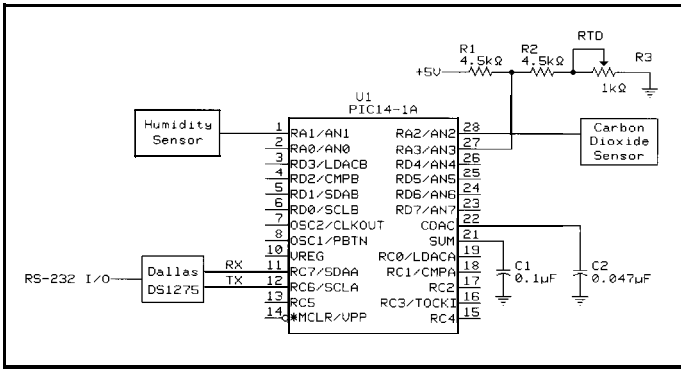 RTD
R1
R2
R3
4.5kΩ
4.5kΩ
+5V
1kΩ
U1
PIC14-1A
Humidity
Sensor
Carbon
Dioxide
Sensor
1 RA1/AN1 RA2/AN2 28
2 RA0/AN0 RA3/AN3 27
3 RD3/LDACB RD4/AN4 26
4 RD2/CMPB RD5/AN5 25
5 RD1/SDAB RD6/AN6 24
6 RD0/SCLB RD7/AN7 23
7 OSC2/CLKOUT CDAC 22
8 OSC1/PBTN SUM 21
10 VREG RC0/LDACA 19
11 RC7/SDAA RC1/CMPA 18
12 RC6/SCLA RC2 17
13 RC5 RC3/TOCKI 16
14 *MCLR/VPP RC4 15
RS-232 I/O
Dallas
DS1275
RX
TX
C1
0.1µF
C2
0.047µF